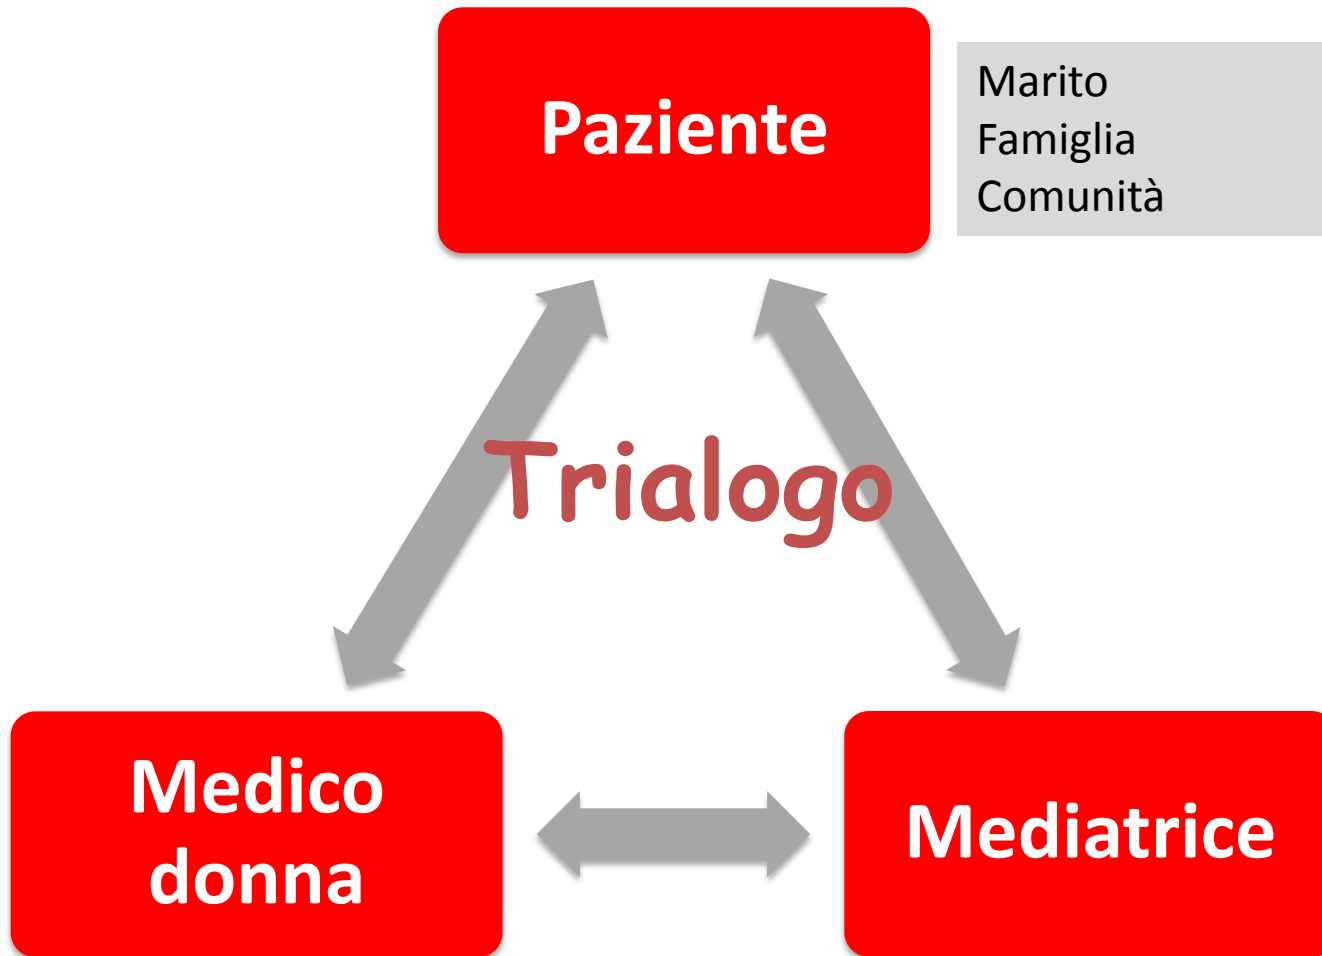 Paziente
Marito
Famiglia
Comunità
Trialogo
Medico
donna
Mediatrice